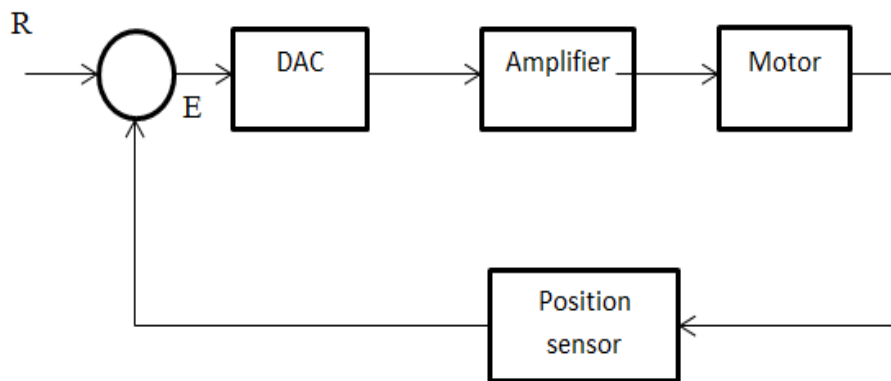 R
E
DAC
Amplifier
Motor
Position
sensor